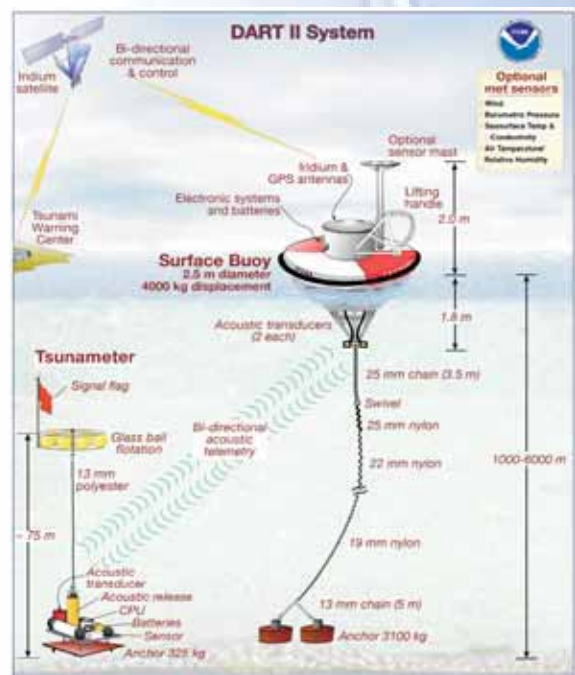 DART II System
Bi-directional
communication
& control
Iridium
satellite
Optional
met sensors
Wind
Barometric Pressure
Seasurface Temp &
Conductivity
Air Temperature/
Relative Humidity
Optional
sensor mast
Iridium &
GPS antennas
Electronic systems
and batteries
Lifting
handle
2.0 m
Tsunami
Warning
Center
Surface Buoy
2.5 m diameter
4000 kg displacement
1.8 m
Acoustic transducers
(2 each)
Tsunameter
Signal flag
25 mm chain (3.5 m)
Swivel
25 mm nylon
Glass ball
flotation
Bi-directional
acoustic
telemetry
22 mm nylon
1000-6000 m
13 mm
polyester
~ 75 m
19 mm nylon
Acoustic
transducer
Acoustic release
CPU
Batteries
Sensor
Anchor 325 kg
13 mm chain (5 m)
Anchor 3100 kg